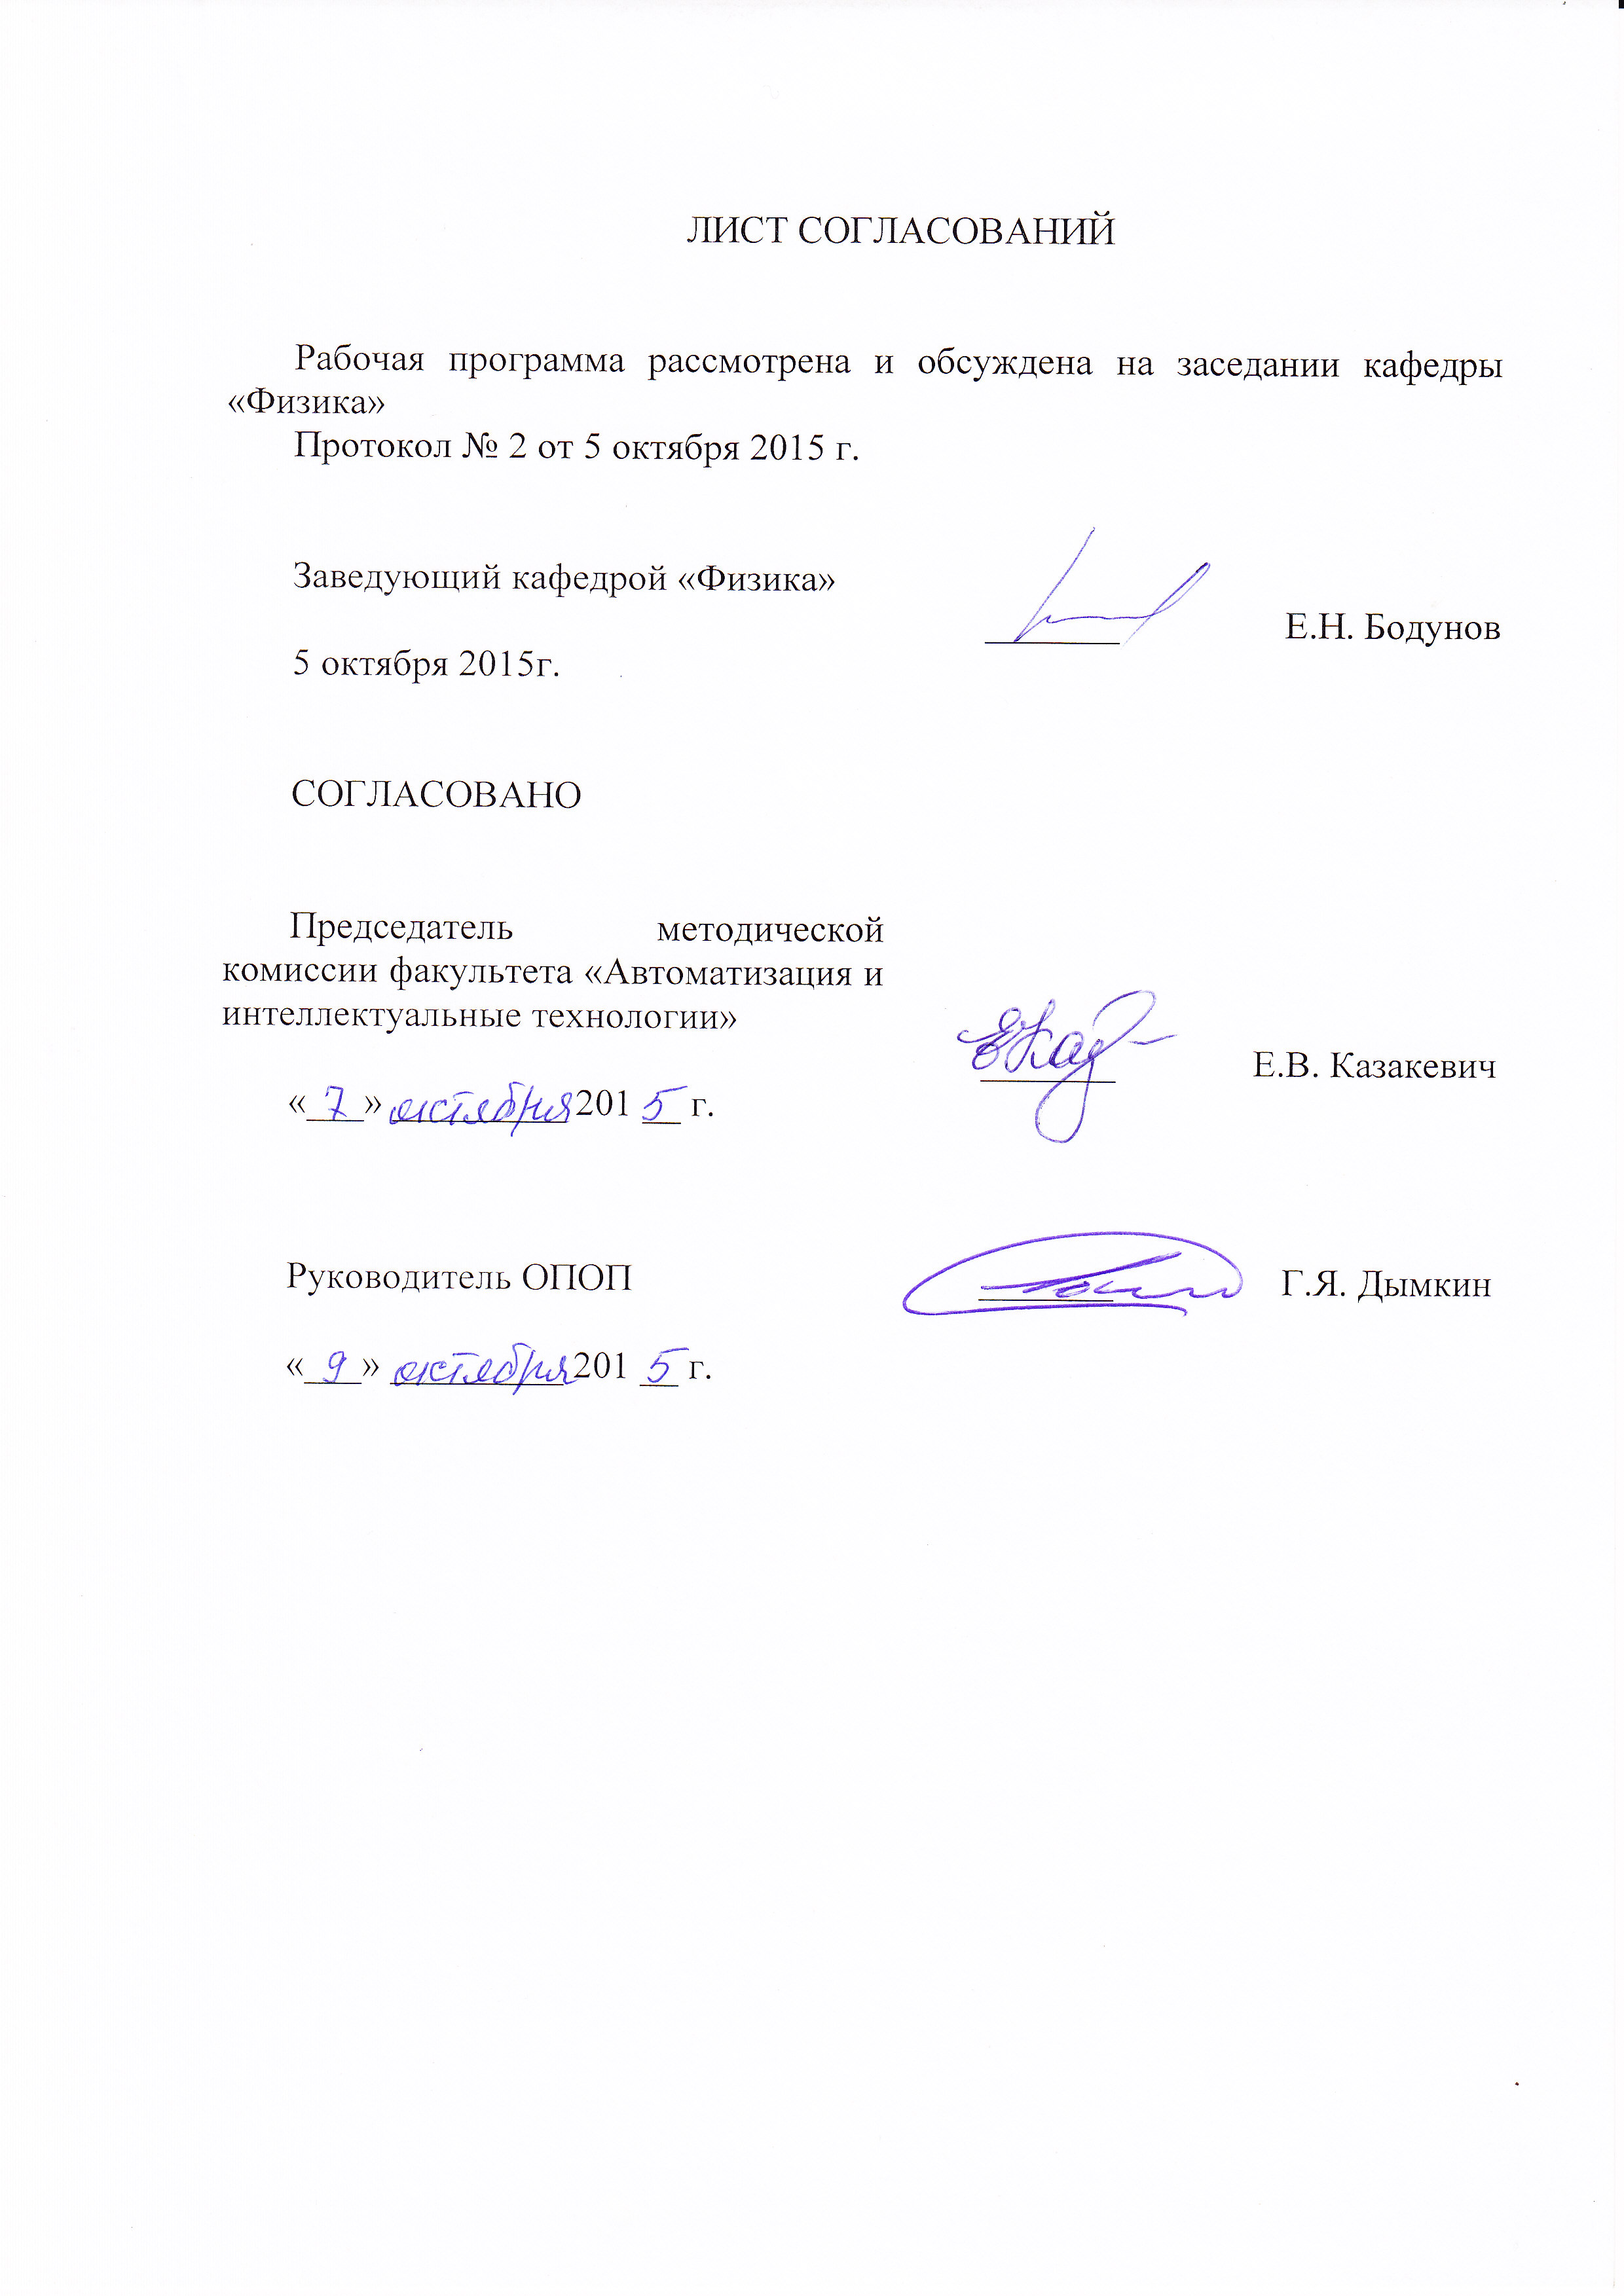 ЛИСТ СОГЛАСОВАНИЙ
Рабочая программа рассмотрена и обсуждена на заседании кафедры
«Физика»
Протокол № 2 от 5 октября 2015 г.
Заведующий кафедрой «Физика»
Е.Н. Бодунов
5 октября 2015г.
СОГЛАСОВАНО
Председатель методической
комиссии факультета «Автоматизация и
интеллектуальные технологии»
Е.В. Казакевич
«7» октября 2015 г.
Руководитель ОПОП Г.Я. Дымкин
«9» октября 2015 г.